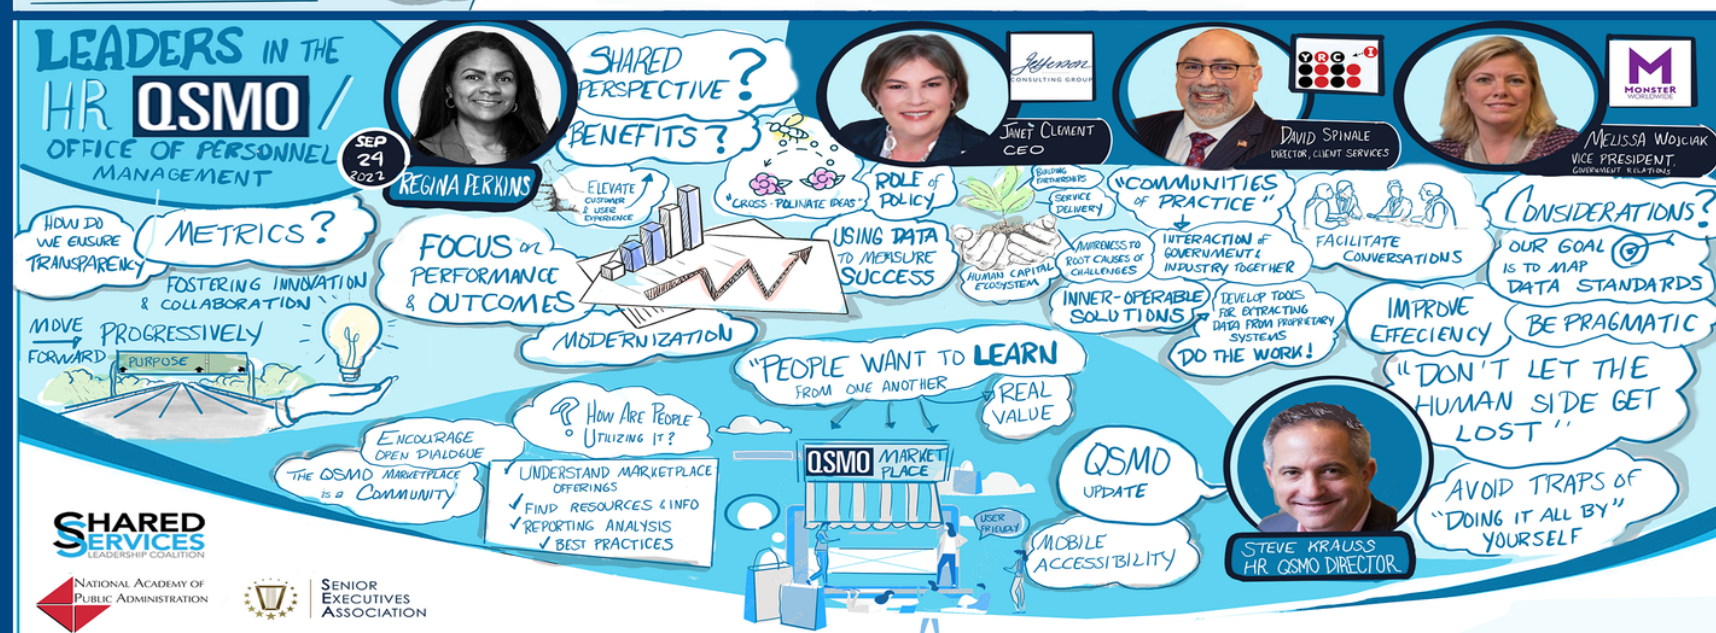 LEADERS IN THE
HR QSMO /
OFFICE OF PERSONNEL
MANAGEMENT
SEP
29
2022
REGINA PERKINS
SHARED
PERSPECTIVE?
BENEFITS?
ELEVATE
CUSTOMER
& USER
EXPERIENCE
"CROSS-POLINATE IDEAS"
Jefferson
CONSULTING GROUP
JANET CLEMENT
CEO
YRCI
DAVID SPINALE
DIRECTOR, CLIENT SERVICES
M
MONSTER
WORLDWIDE
MELISSA WOJCIAK
VICE PRESIDENT,
GOVERNMENT RELATIONS
HOW DO
WE ENSURE
TRANSPARENCY
METRICS?
FOSTERING INNOVATION
& COLLABORATION
MOVE
FORWARD
PROGRESSIVELY
PURPOSE
FOCUS on
PERFORMANCE
& OUTCOMES
MODERNIZATION
ROLE of
POLICY
USING DATA
TO MEASURE
SUCCESS
HUMAN CAPITAL
ECOSYSTEM
BUILDING
PARTNERSHIPS
SERVICE
DELIVERY
"COMMUNITIES
of PRACTICE"
AWARENESS TO
ROOT CAUSES OF
CHALLENGES
INTERACTION of
GOVERNMENT &
INDUSTRY TOGETHER
INNER-OPERABLE
SOLUTIONS
DEVELOP TOOLS
FOR EXTRACTING
DATA FROM PROPRIETARY
SYSTEMS
DO THE WORK!
FACILITATE
CONVERSATIONS
CONSIDERATIONS?
OUR GOAL
IS TO MAP
DATA STANDARDS
IMPROVE
EFFECIENCY
BE PRAGMATIC
"DON'T LET THE
HUMAN SIDE GET
LOST"
"PEOPLE WANT TO LEARN
FROM ONE ANOTHER
REAL
VALUE
? HOW ARE PEOPLE
UTILIZING IT?
ENCOURAGE
OPEN DIALOGUE
THE QSMO MARKETPLACE
IS a COMMUNITY
✓ UNDERSTAND MARKETPLACE
OFFERINGS
✓ FIND RESOURCES & INFO
✓ REPORTING ANALYSIS
✓ BEST PRACTICES
QSMO MARKET
PLACE
USER
FRIENDLY
QSMO
UPDATE
MOBILE
ACCESSIBILITY
STEVE KRAUSS
HR QSMO DIRECTOR
AVOID TRAPS OF
"DOING IT ALL BY"
YOURSELF
SHARED
SERVICES
LEADERSHIP COALITION
NATIONAL ACADEMY OF
PUBLIC ADMINISTRATION
SENIOR
EXECUTIVES
ASSOCIATION